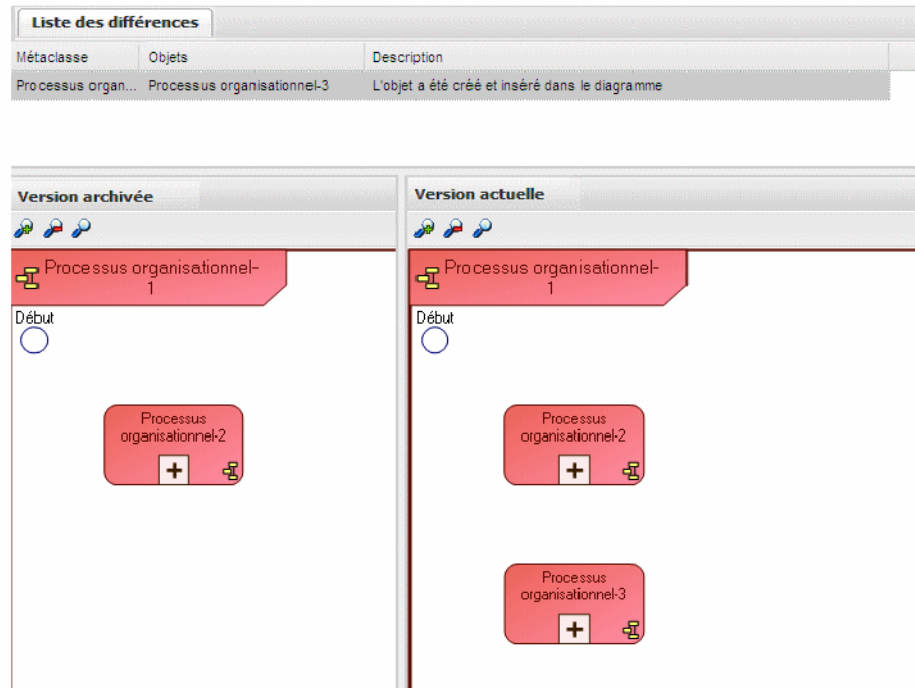 Liste des différences
Métaclasse Objets Description
Processus organ... Processus organisationnel-3 L'objet a été créé et inséré dans le diagramme
Version archivée
Processus organisationnel-
1
Début
Processus
organisationnel-2
Version actuelle
Processus organisationnel-
1
Début
Processus
organisationnel-2
Processus
organisationnel-3